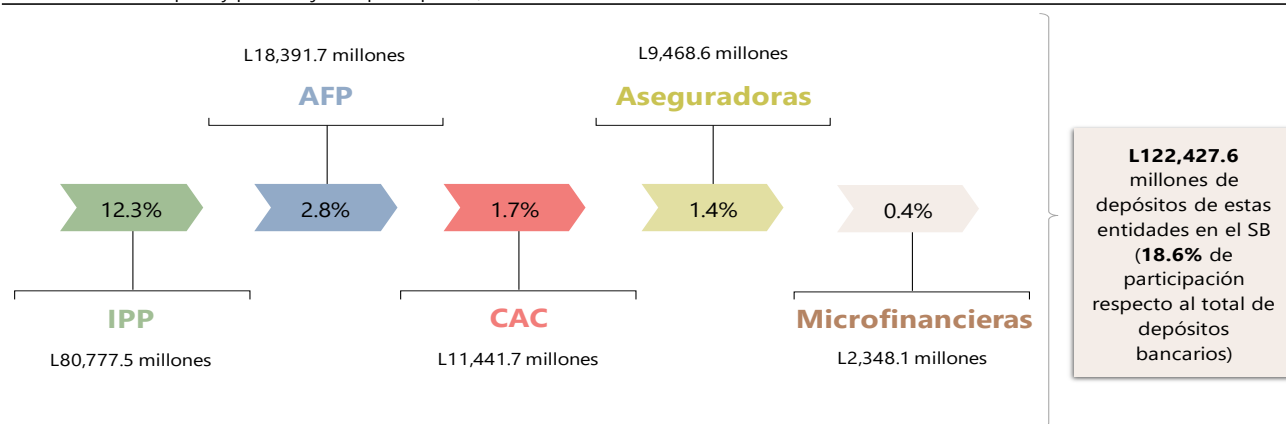 L18,391.7 millones
L9,468.6 millones
AFP
Aseguradoras
12.3%
2.8%
1.7%
1.4%
0.4%
IPP
CAC
Microfinancieras
L80,777.5 millones
L11,441.7 millones
L2,348.1 millones
L122,427.6
millones de
depósitos de estas
entidades en el SB
(18.6% de
participación
respecto al total de
depósitos
bancarios)